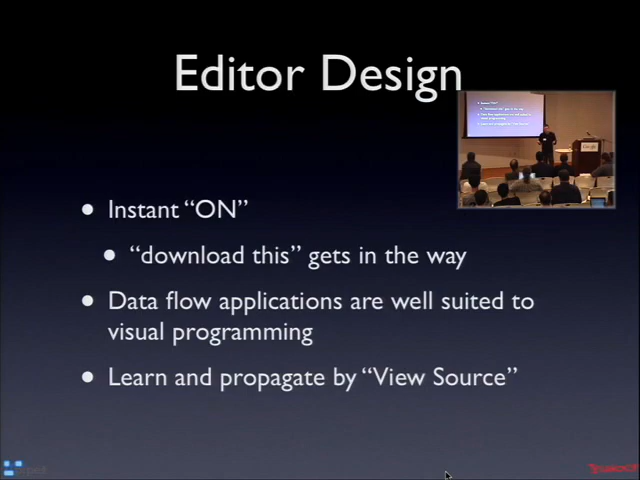 Editor Design
• Instant “ON”
• “download this” gets in the way
• Data flow applications are well suited to
visual programming
• Learn and propagate by “View Source”
YAHOO!